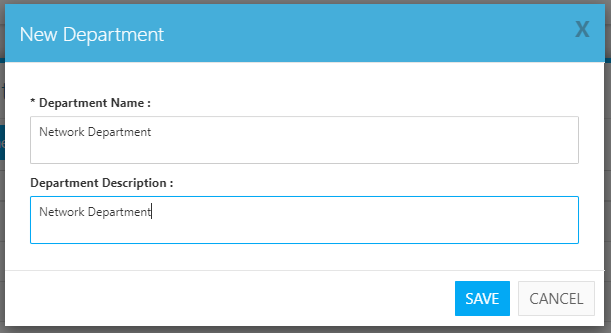 New Department
X
* Department Name :
Network Department
Department Description :
Network Department
SAVE
CANCEL